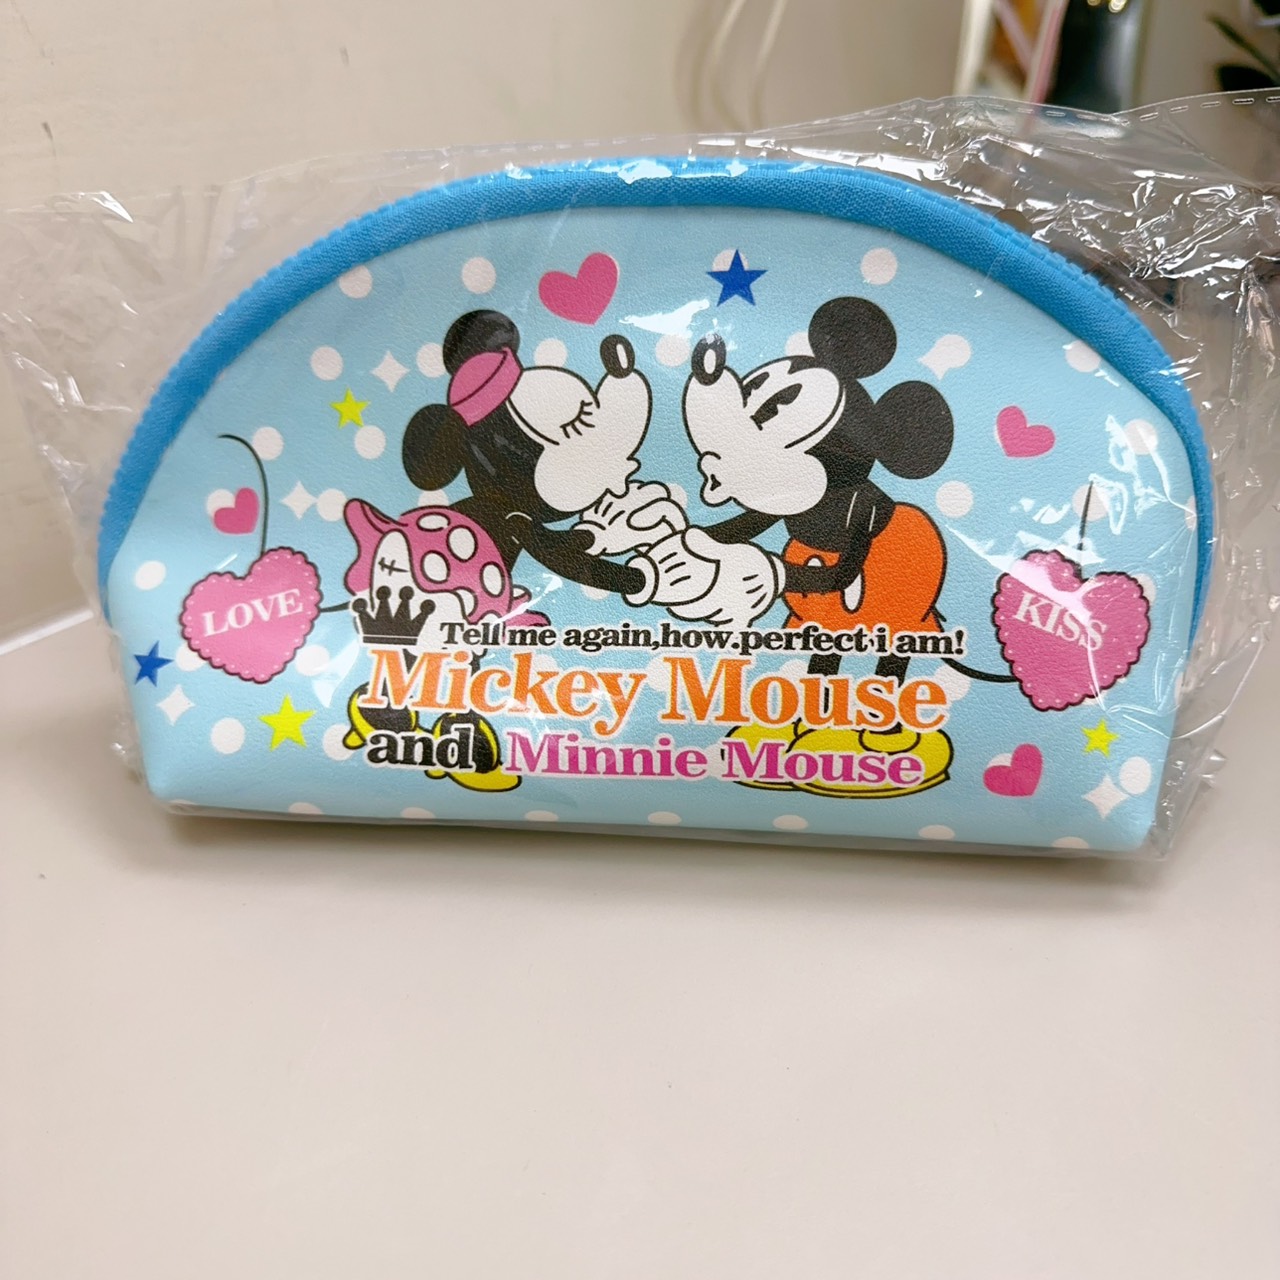 LOVE
KISS
Tell me again,how.perfect.i am!
Mickey Mouse
and Minnie Mouse